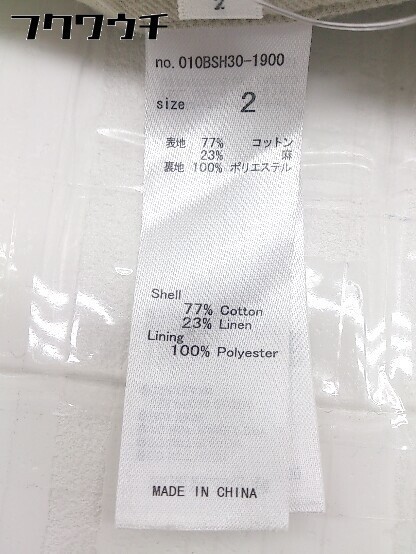 フクウウチ
2
no.010BSH30-1900
size 2
表地 77% コットン
23% 麻
裏地 100% ポリエステル
Shell
77% Cotton
23% Linen
Lining
100% Polyester
MADE IN CHINA